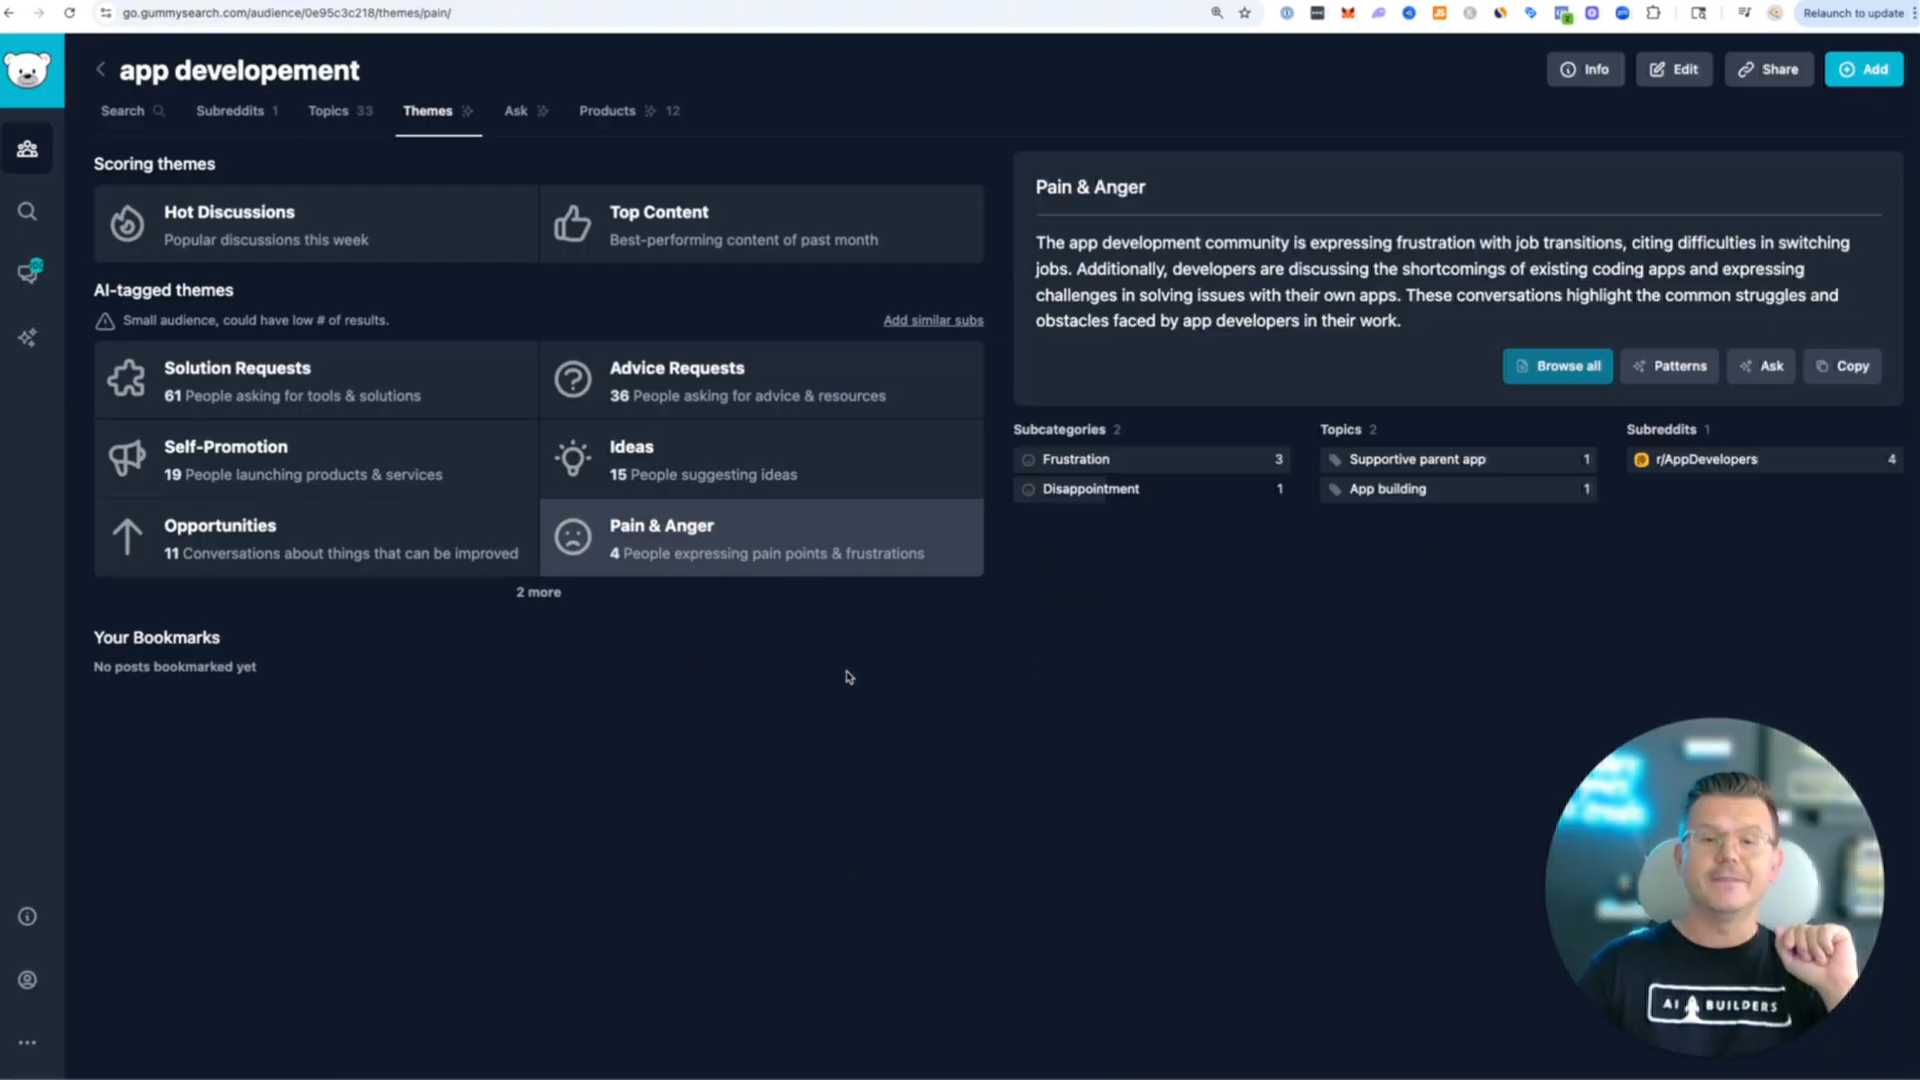 go.gummysearch.com/audience/0e95c3c218/themes/pain/
Relaunch to update
app developement
Info
Edit
Share
Add
Search
Subreddits 1
Topics 33
Themes
Ask
Products 12
Scoring themes
Hot Discussions
Popular discussions this week
Top Content
Best-performing content of past month
AI-tagged themes
Small audience, could have low # of results.
Add similar subs
Solution Requests
61 People asking for tools & solutions
Advice Requests
36 People asking for advice & resources
Self-Promotion
19 People launching products & services
Ideas
15 People suggesting ideas
Opportunities
11 Conversations about things that can be improved
Pain & Anger
4 People expressing pain points & frustrations
2 more
Your Bookmarks
No posts bookmarked yet
Pain & Anger
The app development community is expressing frustration with job transitions, citing difficulties in switching
jobs. Additionally, developers are discussing the shortcomings of existing coding apps and expressing
challenges in solving issues with their own apps. These conversations highlight the common struggles and
obstacles faced by app developers in their work.
Browse all
Patterns
Ask
Copy
Subcategories 2
Frustration 3
Disappointment 1
Topics 2
Supportive parent app 1
App building 1
Subreddits 1
r/AppDevelopers 4
AI BUILDERS